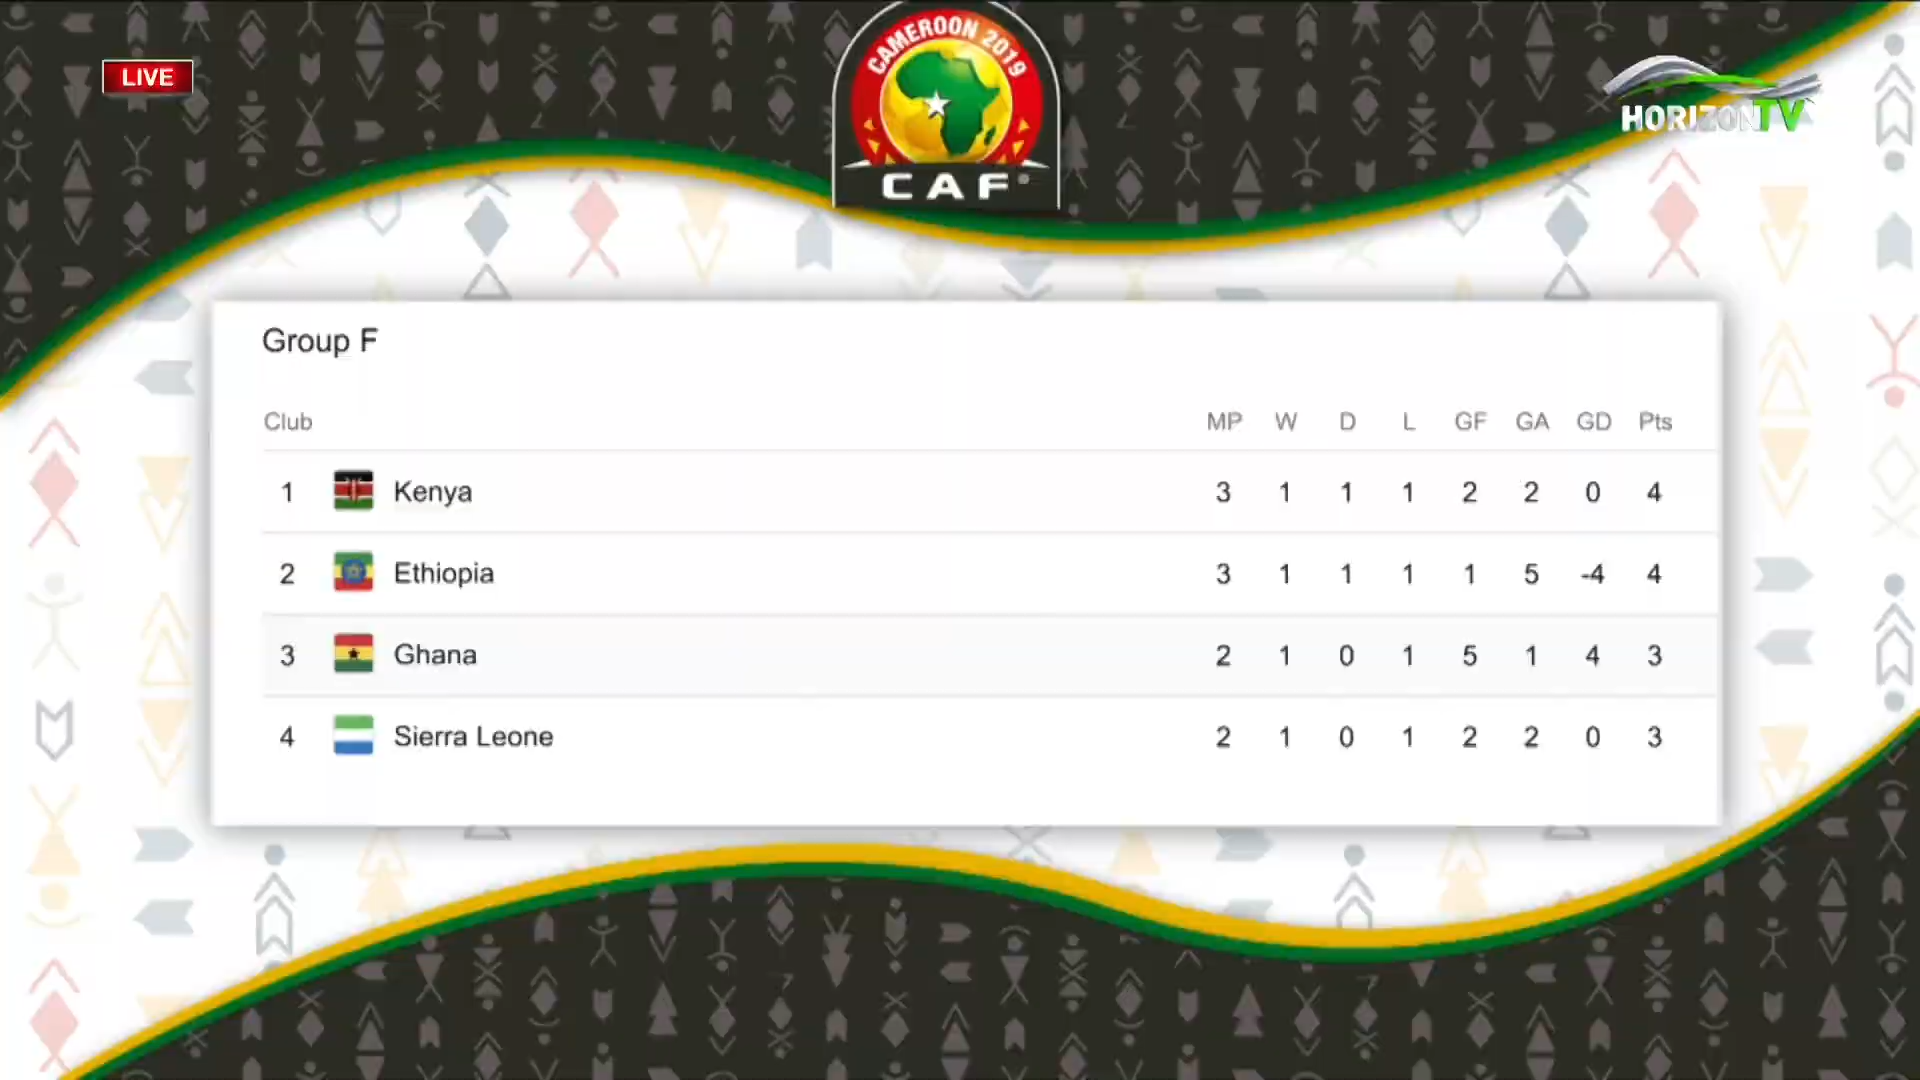 LIVE
CAMEROON 2019
CAF
HORIZON TV
Group F
Club MP W D L GF GA GD Pts
1 Kenya 3 1 1 1 2 2 0 4
2 Ethiopia 3 1 1 1 1 5 -4 4
3 Ghana 2 1 0 1 5 1 4 3
4 Sierra Leone 2 1 0 1 2 2 0 3